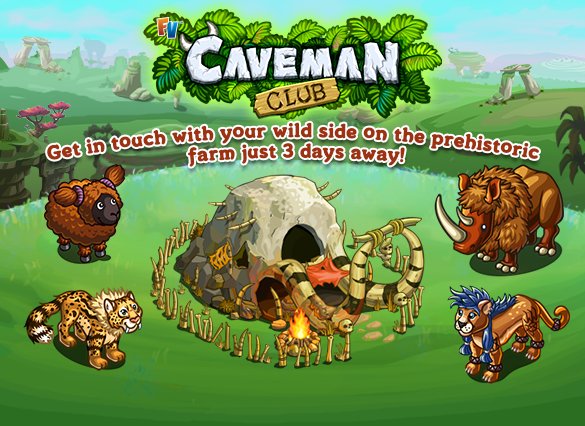 FV
CAVEMAN
CLUB
Get in touch with your wild side on the prehistoric
farm just 3 days away!